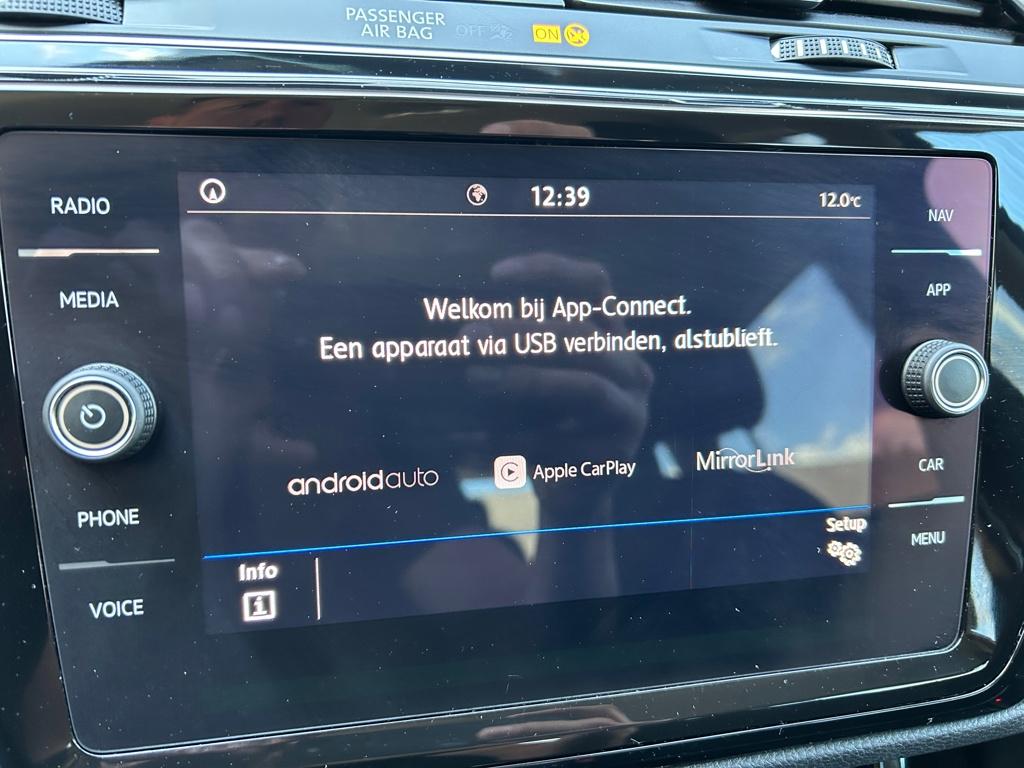 PASSENGER
AIR BAG OFF ON
RADIO
MEDIA
PHONE
VOICE
12:39
12.0°C
Welkom bij App-Connect.
Een apparaat via USB verbinden, alstublieft.
androidauto
Apple CarPlay
MirrorLink
Info
i
Setup
NAV
APP
CAR
MENU